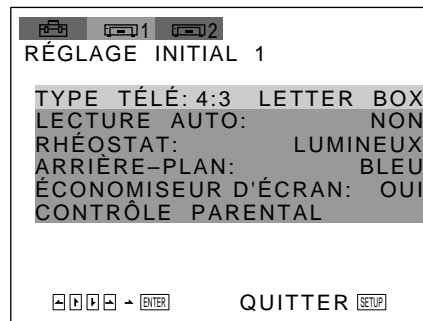 1 2
RÉGLAGE INITIAL 1
TYPE TÉLÉ: 4:3 LETTER BOX
LECTURE AUTO: NON
RHÉOSTAT: LUMINEUX
ARRIÈRE–PLAN: BLEU
ÉCONOMISEUR D'ÉCRAN: OUI
CONTRÔLE PARENTAL
ENTER QUITTER SETUP